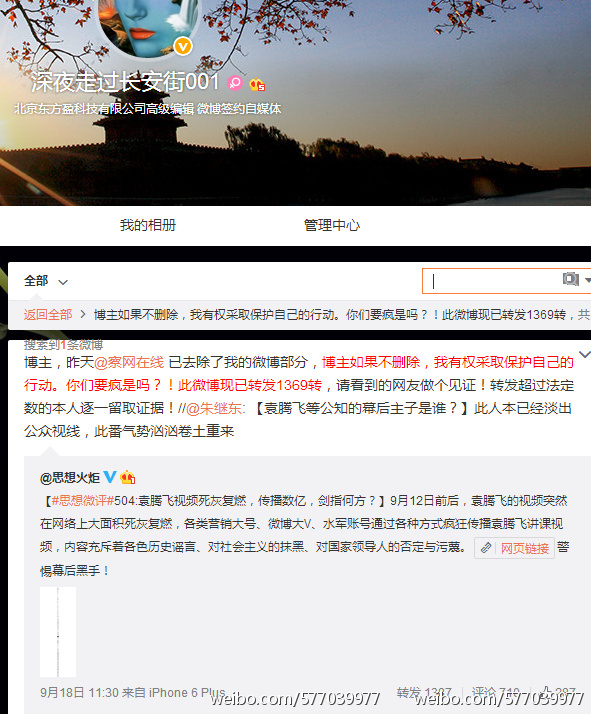 深夜走过长安街001
北京东方盈科技有限公司高级编辑 微博签约自媒体
我的相册 管理中心
全部
返回全部 > 博主如果不删除，我有权采取保护自己的行动。你们要疯是吗？！此微博现已转发1369转，共
搜索到1条微博
博主，昨天@察网在线 已去除了我的微博部分，博主如果不删除，我有权采取保护自己的
行动。你们要疯是吗？！此微博现已转发1369转，请看到的网友做个见证！转发超过法定
数的本人逐一留取证据！//@朱继东: 【袁腾飞等公知的幕后主子是谁？】此人本已经淡出
公众视线，此番气势汹汹卷土重来
@思想火炬
【#思想微评#504:袁腾飞视频死灰复燃，传播数亿，剑指何方？】9月12日前后，袁腾飞的视频突然
在网络上大面积死灰复燃，各类营销大号、微博大V、水军账号通过各种方式疯狂传播袁腾飞讲课视
频，内容充斥着各色历史谣言、对社会主义的抹黑、对国家领导人的否定与污蔑。 网页链接 警
惕幕后黑手！
9月18日 11:30 来自 iPhone 6 Plus 转发 评论
weibo.com/577039977 weibo.com/577039977